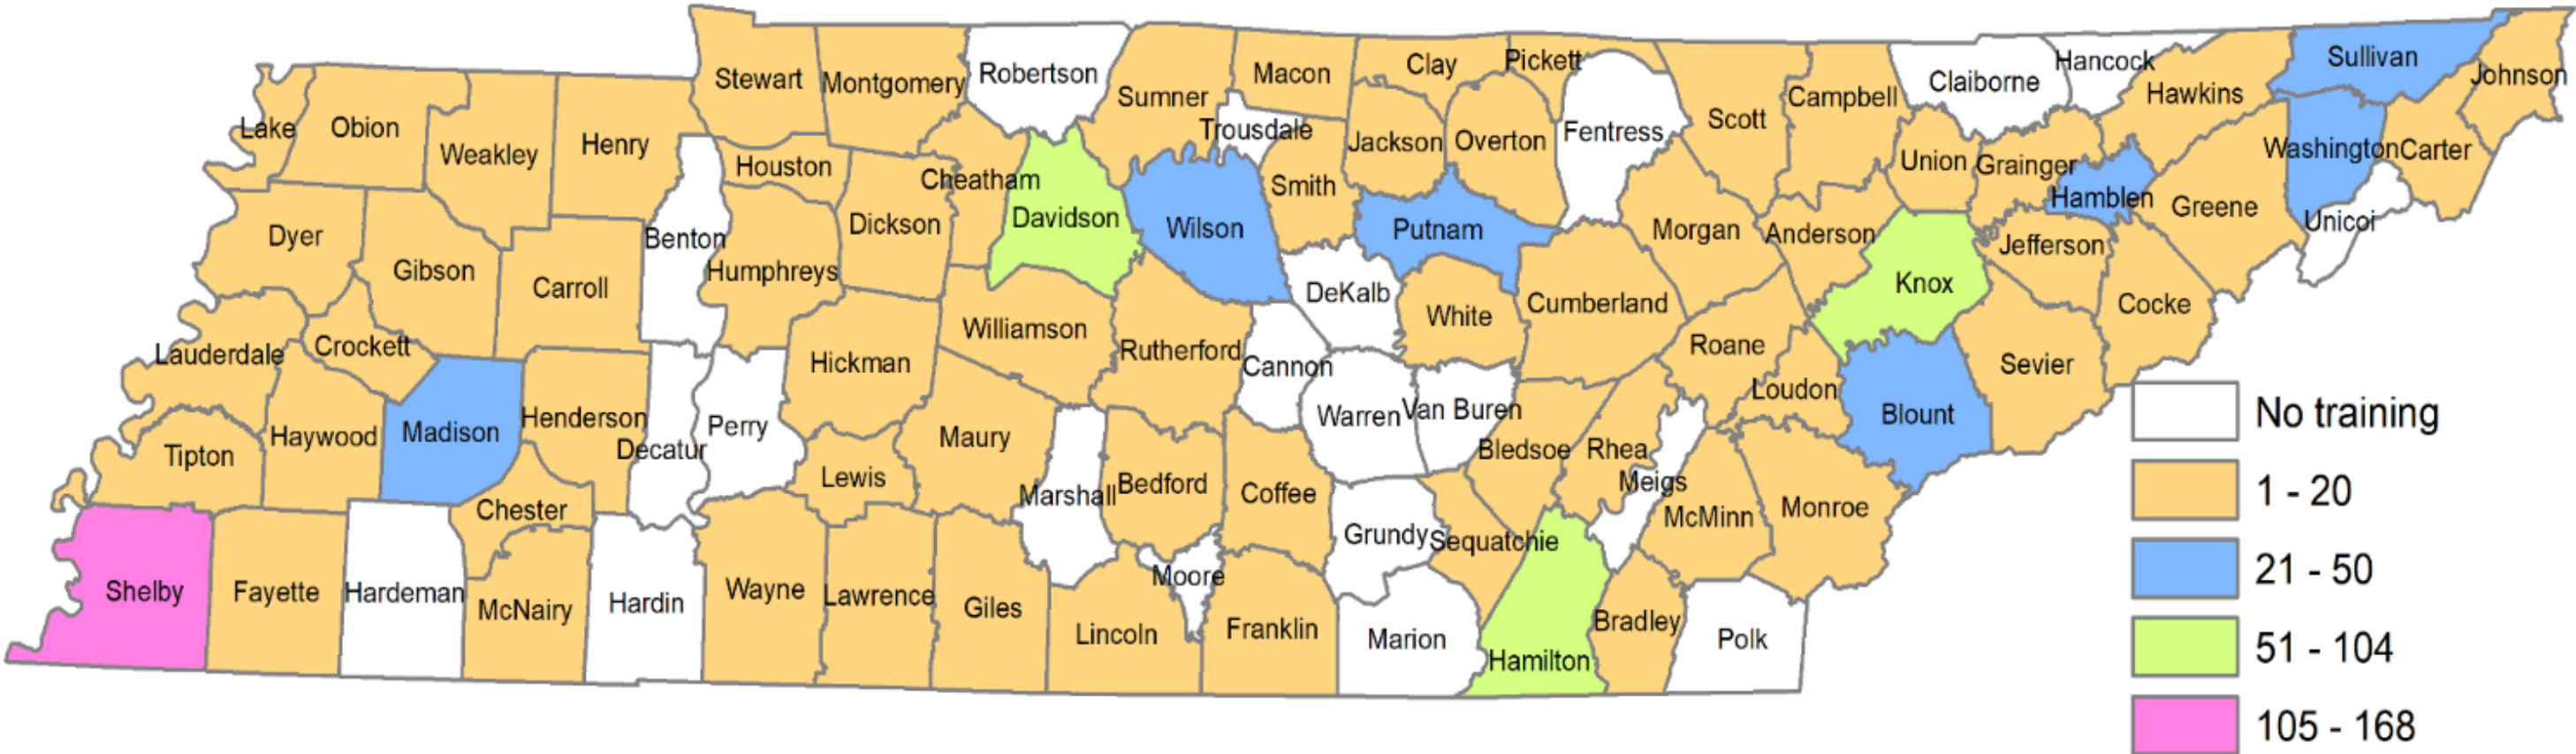 Stewart
Montgomery
Robertson
Sumner
Macon
Clay
Pickett
Scott
Campbell
Claiborne
Hancock
Hawkins
Sullivan
Johnson
Lake
Obion
Weakley
Henry
Houston
Cheatham
Trousdale
Smith
Jackson
Overton
Fentress
Union
Grainger
Hamblen
Washington
Carter
Greene
Unicoi
Dyer
Gibson
Carroll
Benton
Humphreys
Dickson
Davidson
Wilson
Putnam
DeKalb
White
Cumberland
Morgan
Anderson
Knox
Jefferson
Cocke
Lauderdale
Crockett
Hickman
Williamson
Rutherford
Cannon
Warren
Van Buren
Roane
Loudon
Blount
Sevier
Tipton
Haywood
Madison
Henderson
Decatur
Perry
Lewis
Maury
Marshall
Bedford
Coffee
Grundy
Sequatchie
Bledsoe
Rhea
Meigs
McMinn
Monroe
Shelby
Fayette
Hardeman
Chester
McNairy
Hardin
Wayne
Lawrence
Giles
Lincoln
Moore
Franklin
Marion
Hamilton
Bradley
Polk
No training
1 - 20
21 - 50
51 - 104
105 - 168